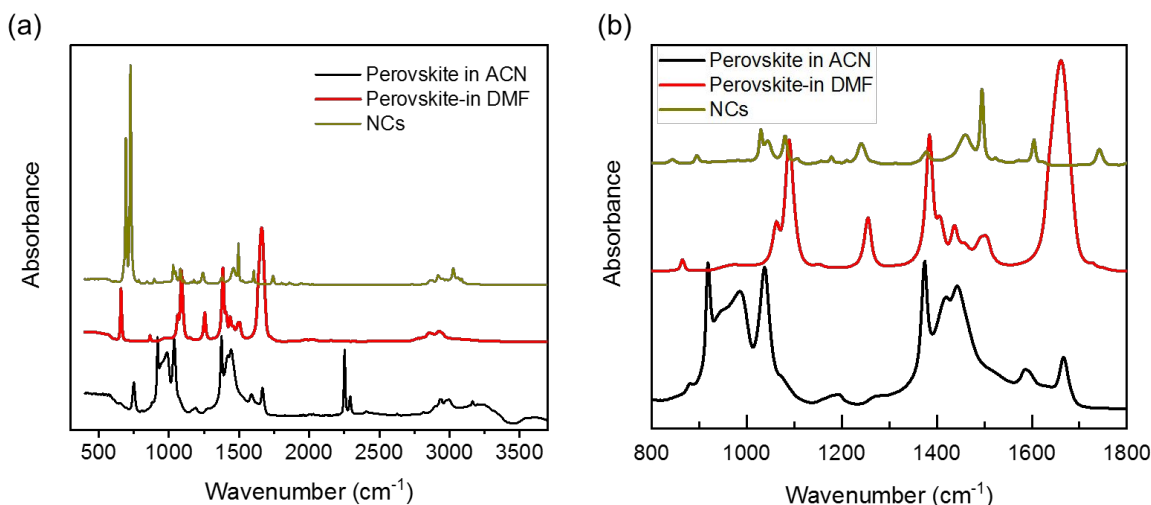 (a)
Perovskite in ACN
Perovskite-in DMF
NCs
Absorbance
500 1000 1500 2000 2500 3000 3500
Wavenumber (cm⁻¹)
(b)
Perovskite in ACN
Perovskite-in DMF
NCs
Absorbance
800 1000 1200 1400 1600 1800
Wavenumber (cm⁻¹)